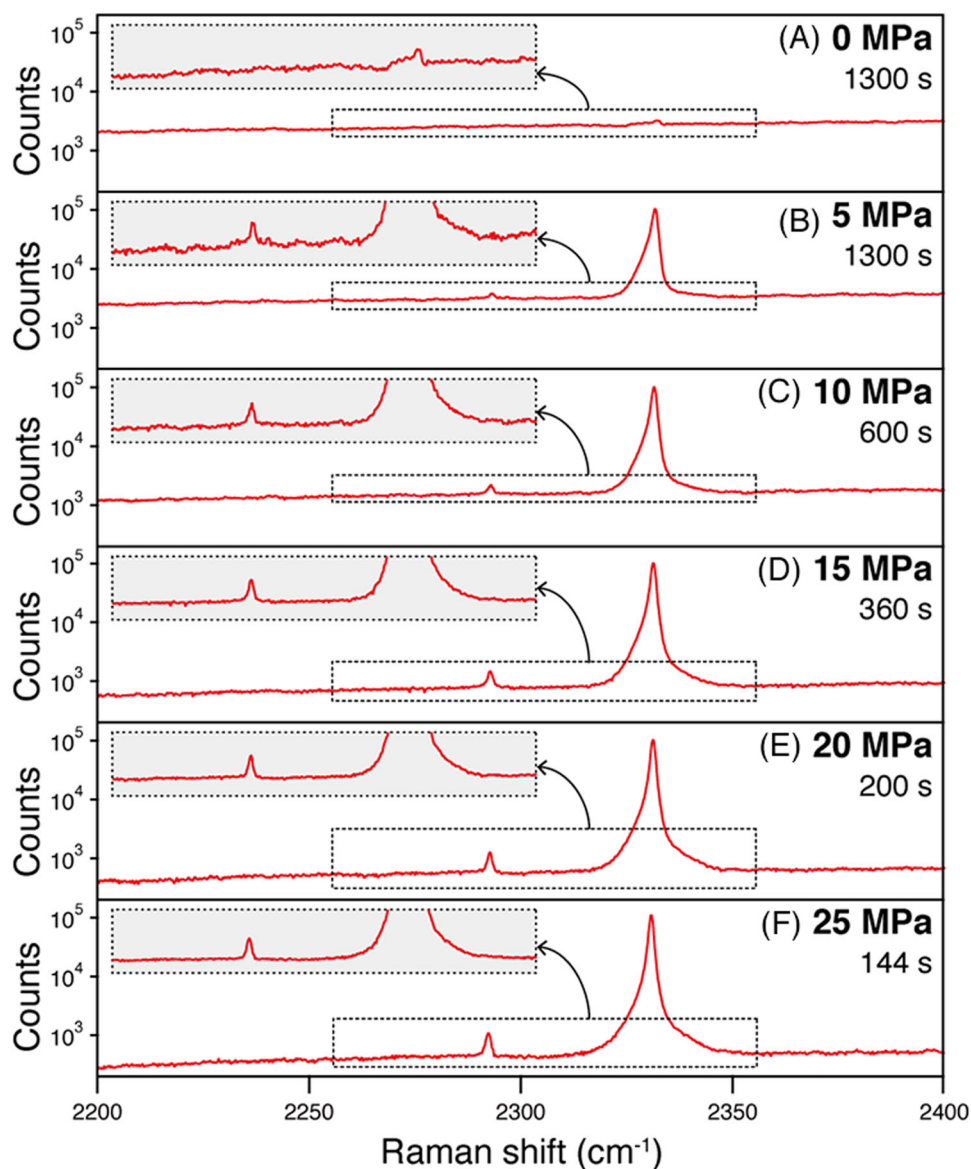 (A) 0 MPa
1300 s
Counts
10⁵
10⁴
10³
(B) 5 MPa
1300 s
Counts
10⁵
10⁴
10³
(C) 10 MPa
600 s
Counts
10⁵
10⁴
10³
(D) 15 MPa
360 s
Counts
10⁵
10⁴
10³
(E) 20 MPa
200 s
Counts
10⁵
10⁴
10³
(F) 25 MPa
144 s
Counts
10⁵
10⁴
10³
2200 2250 2300 2350 2400
Raman shift (cm⁻¹)